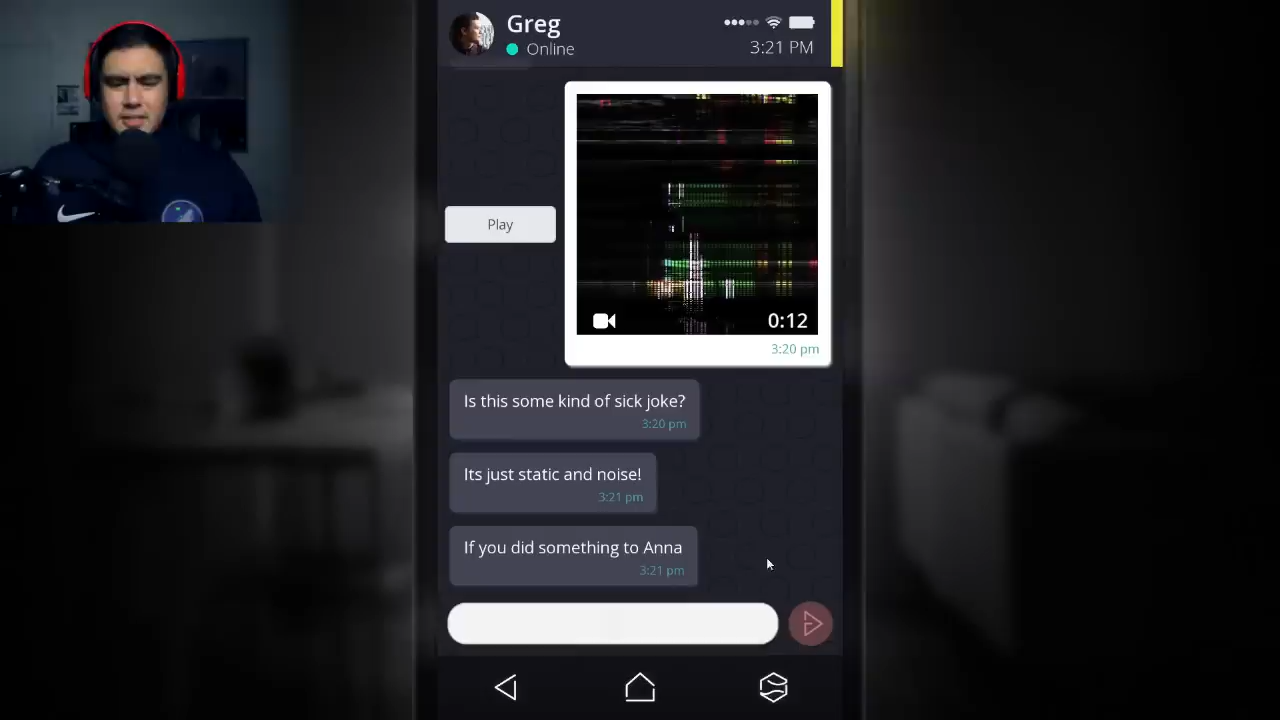 Greg
Online
3:21 PM
Play
0:12
3:20 pm
Is this some kind of sick joke?
3:20 pm
Its just static and noise!
3:21 pm
If you did something to Anna
3:21 pm